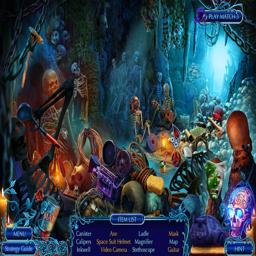 PLAY MATCH-3
ITEM LIST
MENU
Canister Axe Ladle Mask
Calipers Space Suit Helmet Magnifier Map
Inkwell Video Camera Stethoscope Guitar
Strategy Guide
HINT